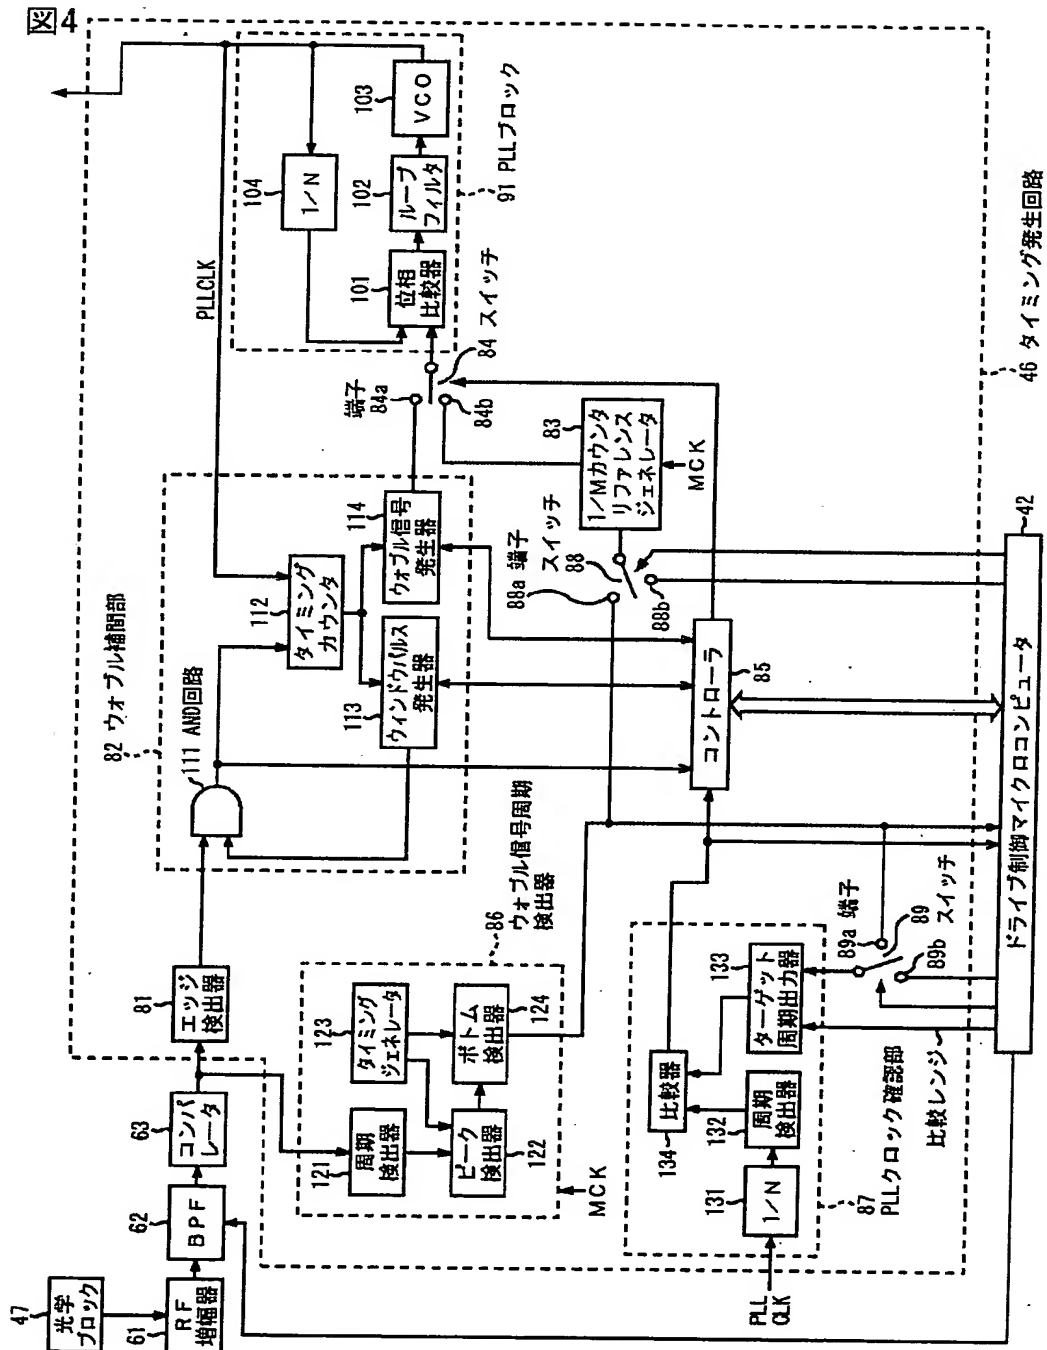 図4
47
光学
ブロック
61
RF
増幅器
62
BPF
63
コンパ
レータ
81
エッジ
検出器
82 ウォブル補間部
111 AND回路
112
タイミング
カウンタ
113
ウィンドウパルス
発生器
114
ウォブル信号
発生器
PLLCLK
104
1/N
101
位相
比較器
102
ループ
フィルタ
103
VCO
91 PLLブロック
端子
84a
84b
84 スイッチ
83
1/Mカウンタ
リファレンス
ジェネレータ
MCK
88a 端子
スイッチ
88
88b
コントローラ
85
86
ウォブル信号周期
検出器
121
周期
検出器
123
タイミング
ジェネレータ
122
ピーク
検出器
124
ボトム
検出器
MCK
PLL
CLK
131
1/N
132
周期
検出器
133
ターゲット
周期出力器
134
比較器
87
PLLクロック確認部
比較レンジ
89a 端子
89
スイッチ
89b
ドライブ制御マイクロコンピュータ
42
46 タイミング発生回路